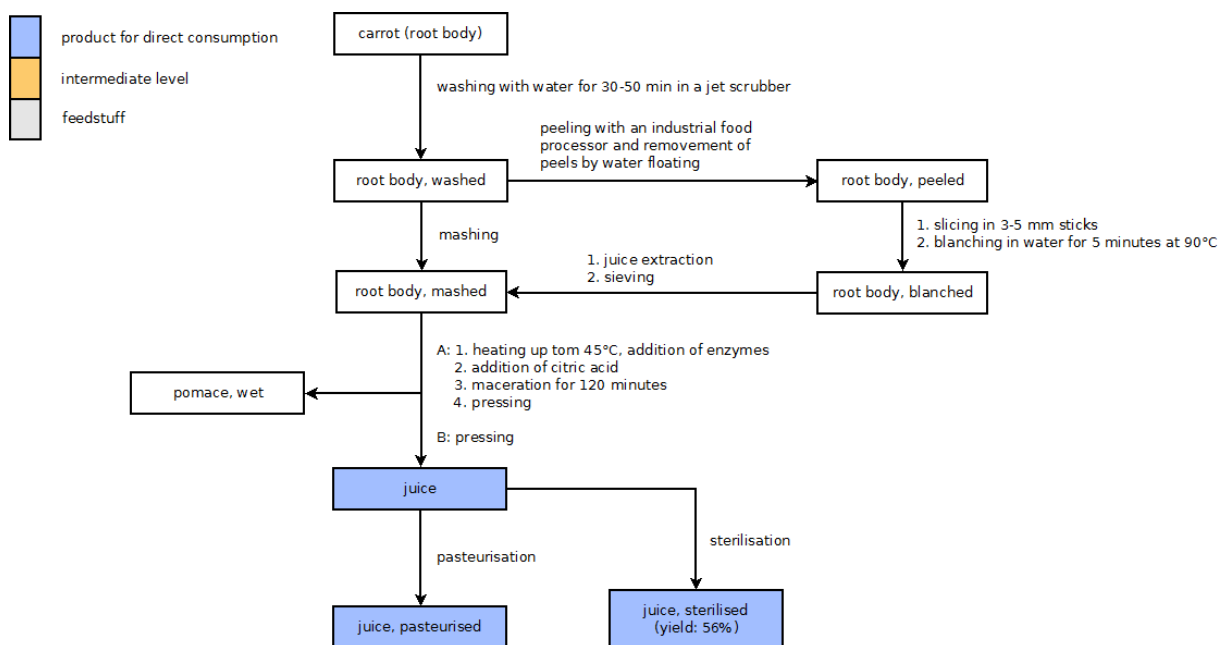 product for direct consumption
intermediate level
feedstuff
carrot (root body)
washing with water for 30-50 min in a jet scrubber
peeling with an industrial food
processor and removement of
peels by water floating
root body, washed
root body, peeled
mashing
1. slicing in 3-5 mm sticks
2. blanching in water for 5 minutes at 90°C
1. juice extraction
2. sieving
root body, mashed
root body, blanched
A: 1. heating up tom 45°C, addition of enzymes
2. addition of citric acid
3. maceration for 120 minutes
4. pressing
pomace, wet
B: pressing
juice
pasteurisation
sterilisation
juice, pasteurised
juice, sterilised
(yield: 56%)